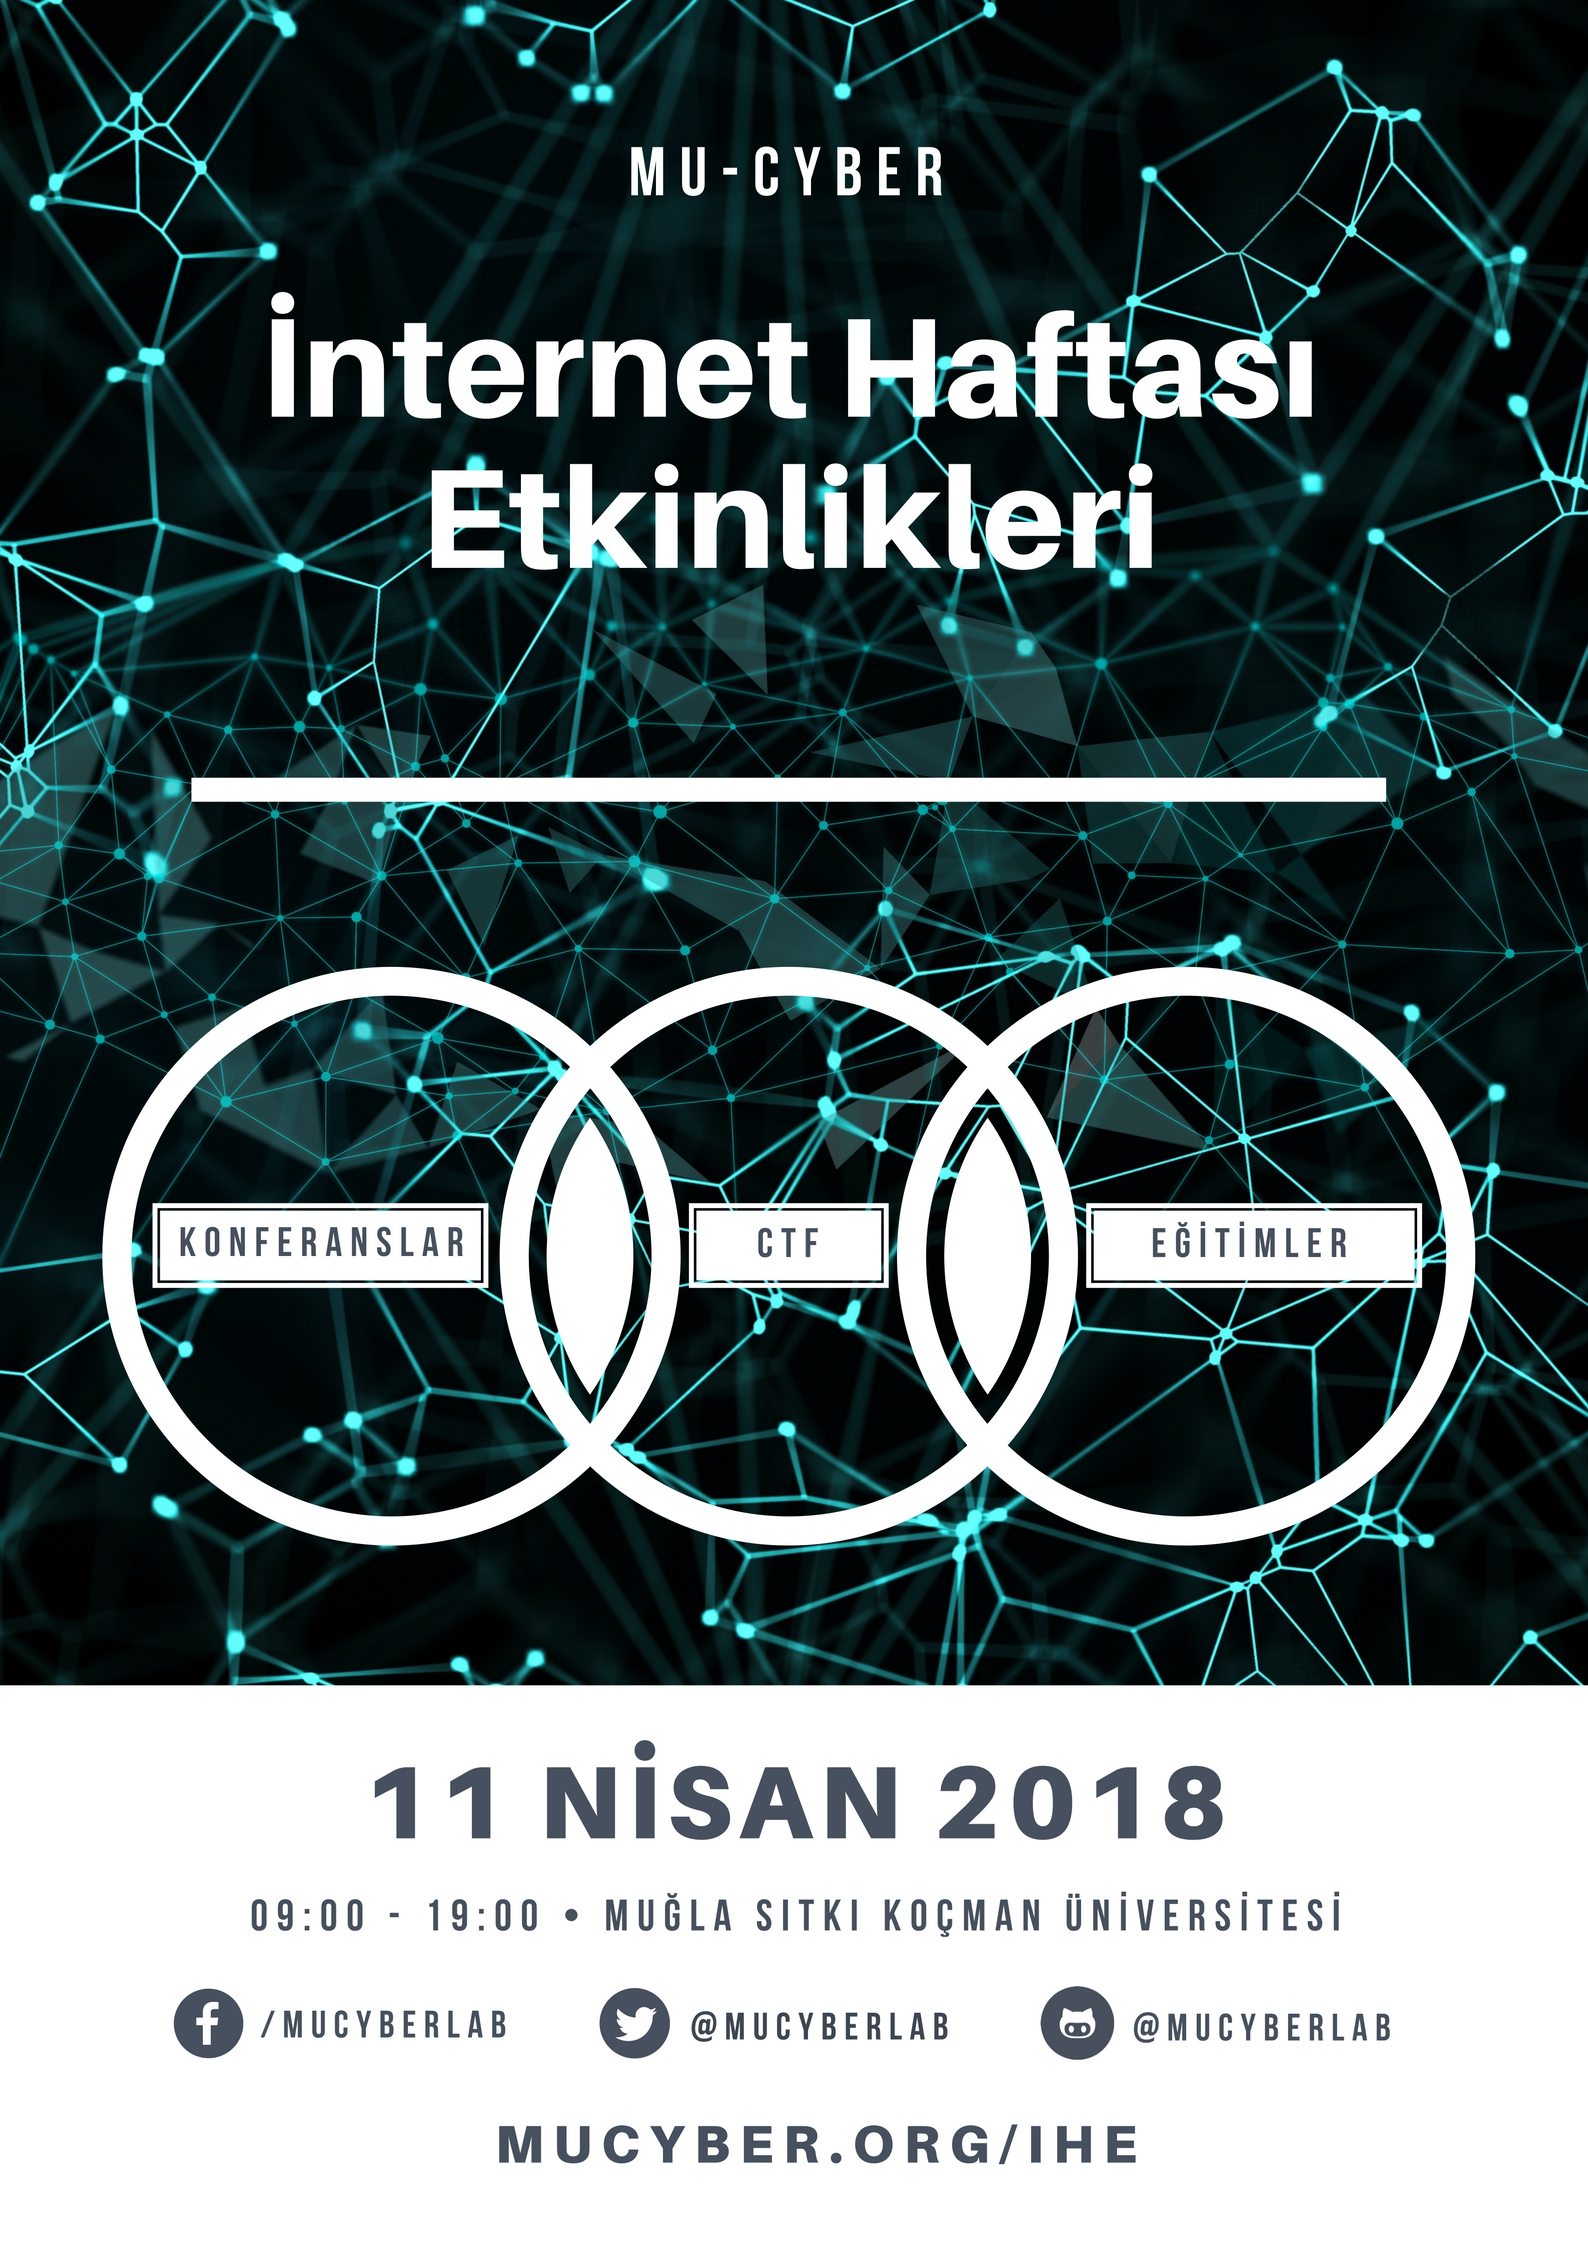 MU-CYBER
İnternet Haftası
Etkinlikleri
KONFERANSLAR
CTF
EĞİTİMLER
11 NİSAN 2018
09:00 - 19:00 • MUĞLA SITKI KOÇMAN ÜNİVERSİTESİ
/MUCYBERLAB
@MUCYBERLAB
@MUCYBERLAB
MUCYBER.ORG/IHE